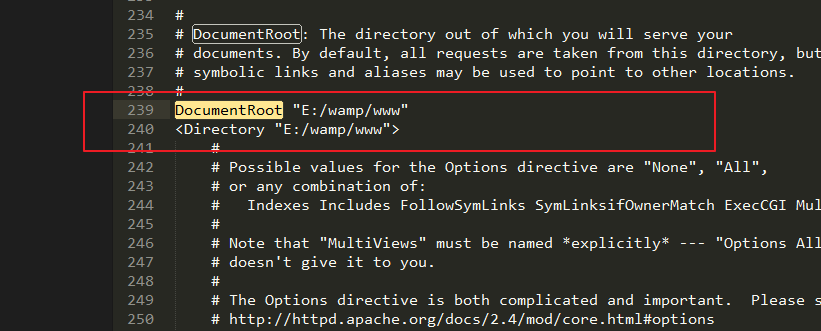 234 #
235 # DocumentRoot: The directory out of which you will serve your
236 # documents. By default, all requests are taken from this directory, but
237 # symbolic links and aliases may be used to point to other locations.
238 #
239 DocumentRoot "E:/wamp/www"
240 <Directory "E:/wamp/www">
241 #
242 # Possible values for the Options directive are "None", "All",
243 # or any combination of:
244 # Indexes Includes FollowSymLinks SymLinksifOwnerMatch ExecCGI Mul
245 #
246 # Note that "MultiViews" must be named *explicitly* --- "Options All
247 # doesn't give it to you.
248 #
249 # The Options directive is both complicated and important. Please s
250 # http://httpd.apache.org/docs/2.4/mod/core.html#options